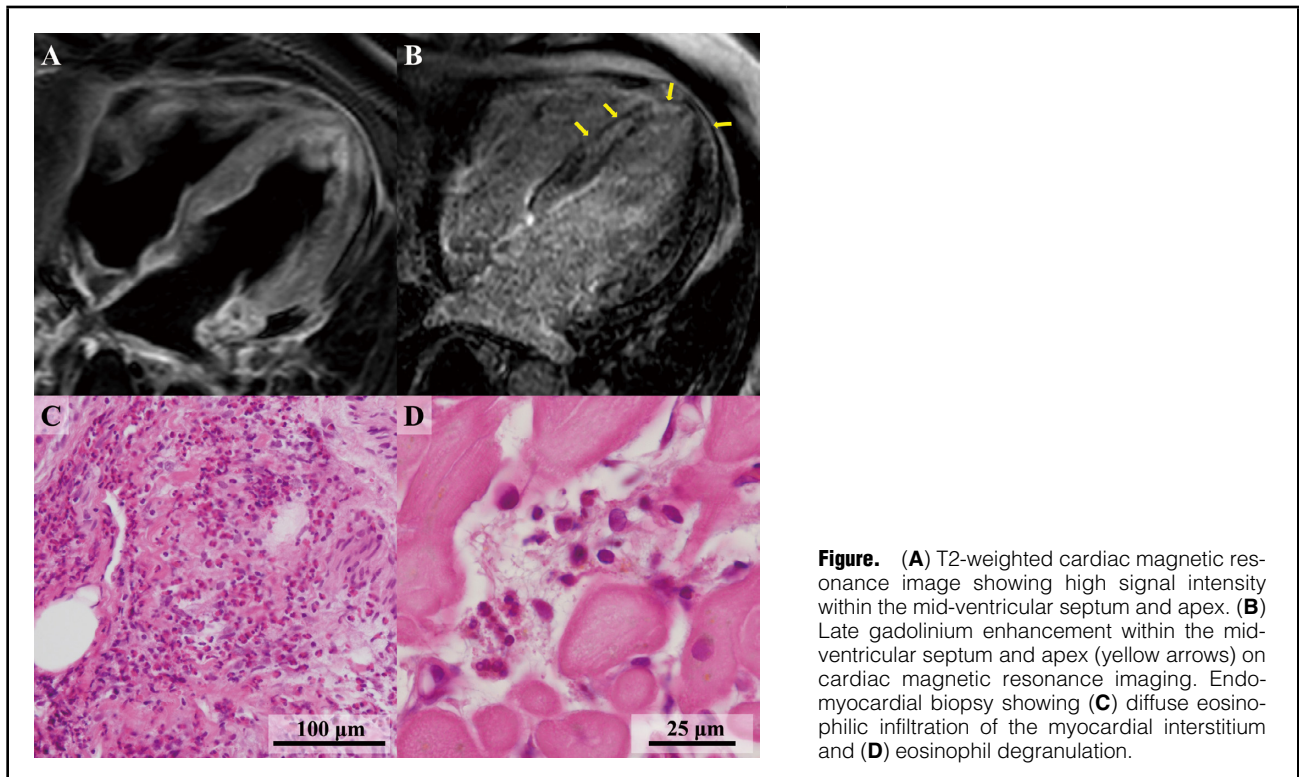 A
B
C
D
100 µm
25 µm
Figure. (A) T2-weighted cardiac magnetic res-
onance image showing high signal intensity
within the mid-ventricular septum and apex. (B)
Late gadolinium enhancement within the mid-
ventricular septum and apex (yellow arrows) on
cardiac magnetic resonance imaging. Endo-
myocardial biopsy showing (C) diffuse eosino-
philic infiltration of the myocardial interstitium
and (D) eosinophil degranulation.